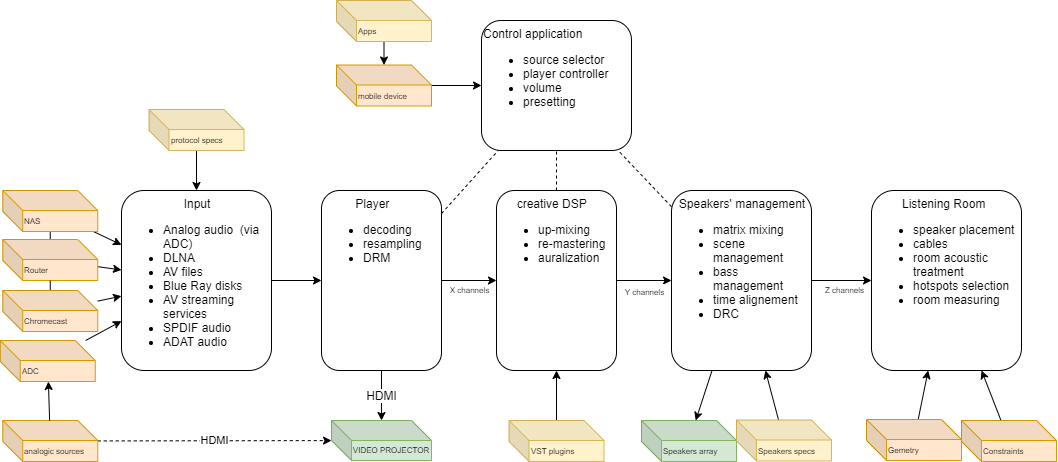 Apps
Control application
source selector
player controller
volume
presetting
mobile device
protocol specs
NAS
Router
Chromecast
ADC
analogic sources
Input
Analog audio (via
ADC)
DLNA
AV files
Blue Ray disks
AV streaming
services
SPDIF audio
ADAT audio
Player
decoding
resampling
DRM
X channels
creative DSP
up-mixing
re-mastering
auralization
Y channels
Speakers' management
matrix mixing
scene
management
bass
management
time alignement
DRC
Z channels
Listening Room
speaker placement
cables
room acoustic
treatment
hotspots selection
room measuring
HDMI
HDMI
VIDEO PROJECTOR
VST plugins
Speakers array
Speakers specs
Gemetry
Constraints